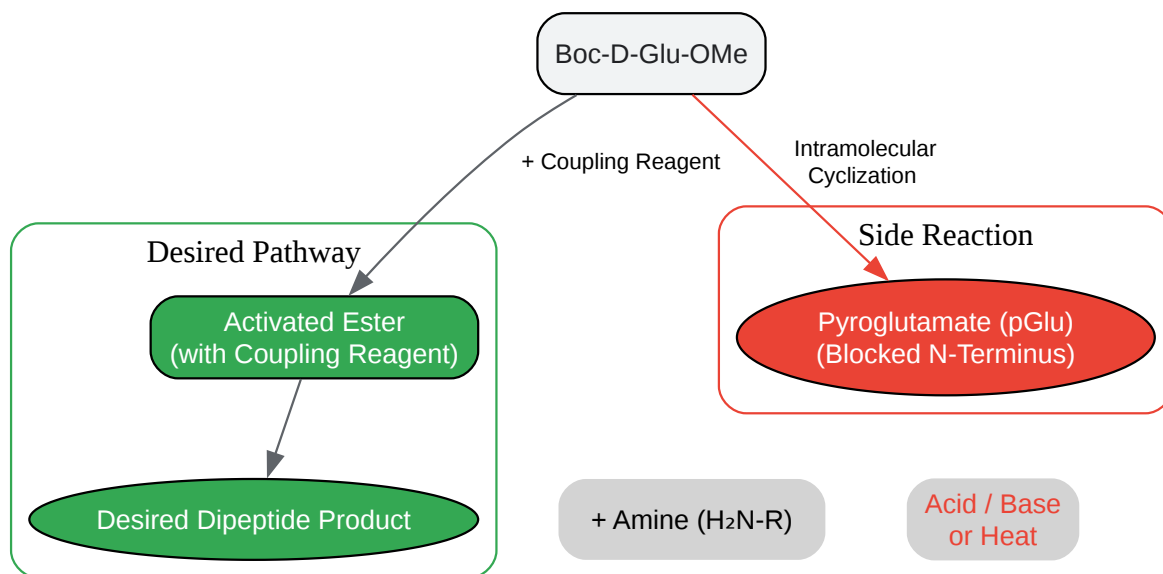 Boc-D-Glu-OMe
+ Coupling Reagent
Intramolecular
Cyclization
Desired Pathway
Side Reaction
Activated Ester
(with Coupling Reagent)
Pyroglutamate (pGlu)
(Blocked N-Terminus)
Desired Dipeptide Product
+ Amine (H₂N-R)
Acid / Base
or Heat